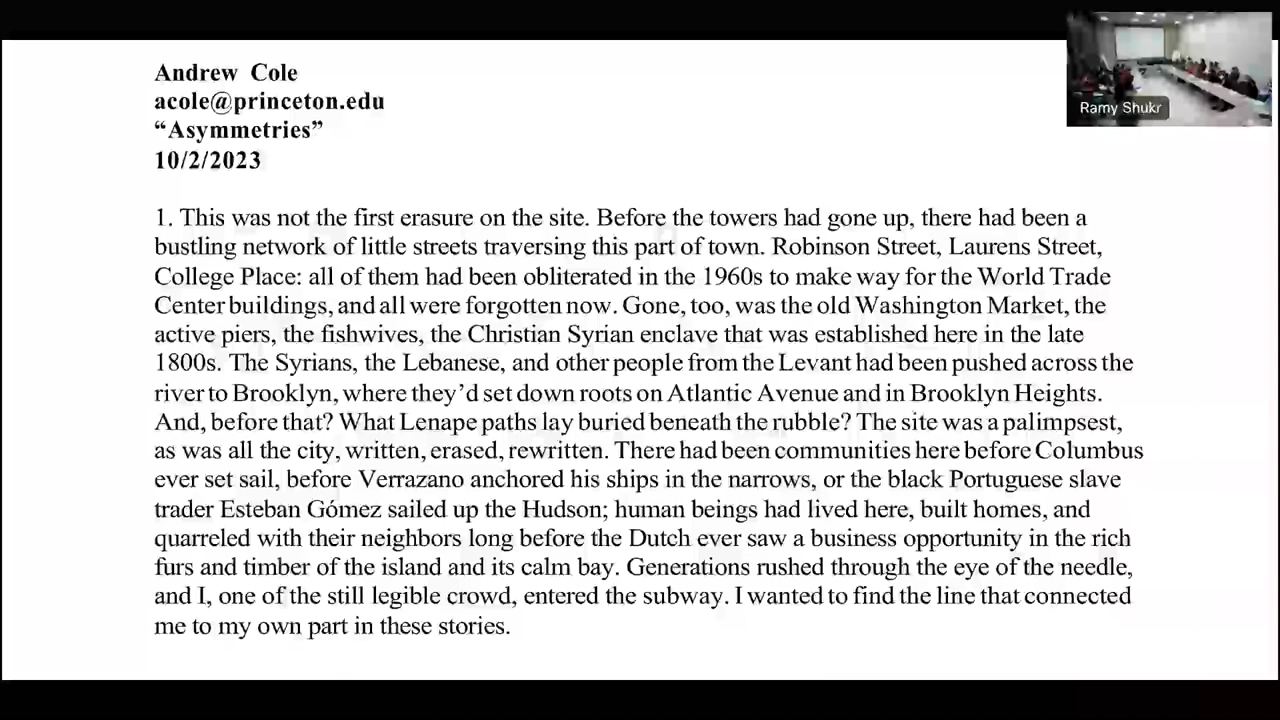 Andrew Cole
acole@princeton.edu
“Asymmetries”
10/2/2023
Ramy Shukr
1. This was not the first erasure on the site. Before the towers had gone up, there had been a
bustling network of little streets traversing this part of town. Robinson Street, Laurens Street,
College Place: all of them had been obliterated in the 1960s to make way for the World Trade
Center buildings, and all were forgotten now. Gone, too, was the old Washington Market, the
active piers, the fishwives, the Christian Syrian enclave that was established here in the late
1800s. The Syrians, the Lebanese, and other people from the Levant had been pushed across the
river to Brooklyn, where they’d set down roots on Atlantic Avenue and in Brooklyn Heights.
And, before that? What Lenape paths lay buried beneath the rubble? The site was a palimpsest,
as was all the city, written, erased, rewritten. There had been communities here before Columbus
ever set sail, before Verrazano anchored his ships in the narrows, or the black Portuguese slave
trader Esteban Gómez sailed up the Hudson; human beings had lived here, built homes, and
quarreled with their neighbors long before the Dutch ever saw a business opportunity in the rich
furs and timber of the island and its calm bay. Generations rushed through the eye of the needle,
and I, one of the still legible crowd, entered the subway. I wanted to find the line that connected
me to my own part in these stories.